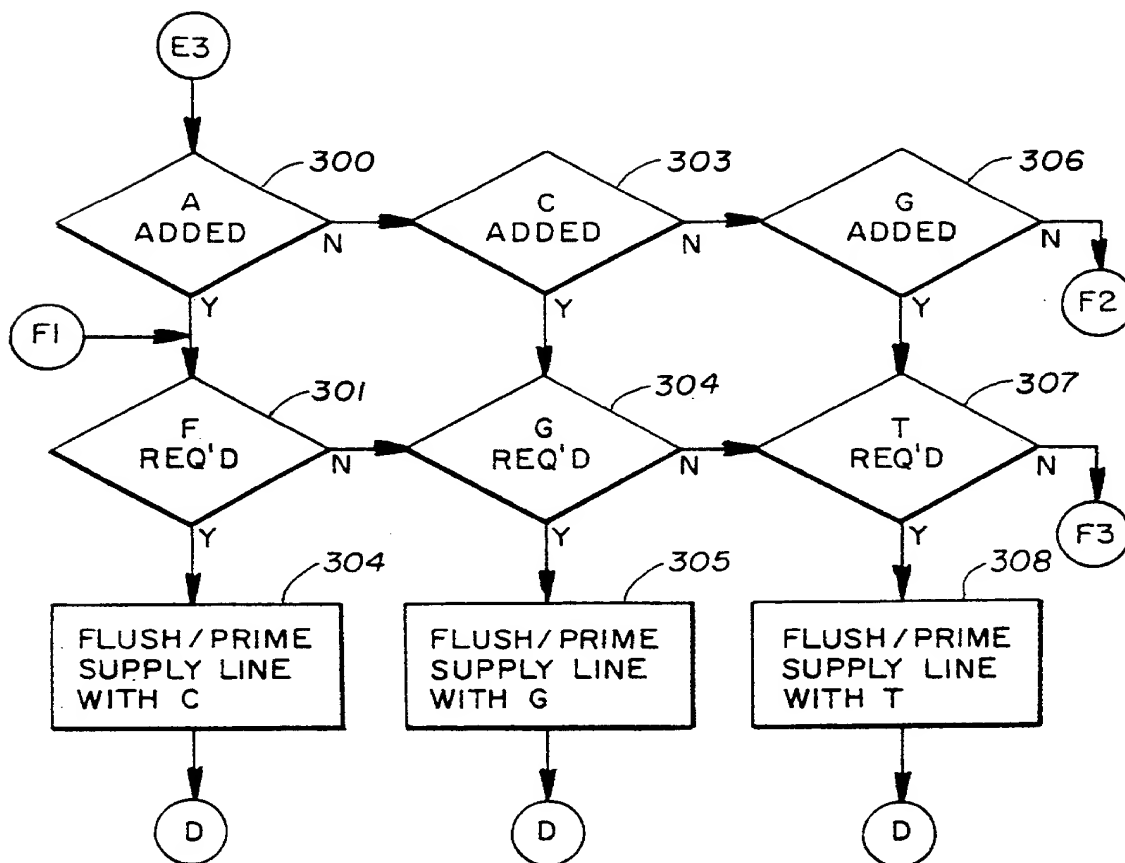 E3
300
303
306
A
ADDED
C
ADDED
G
ADDED
N
N
N
Y
Y
Y
F1
F2
301
304
307
F
REQ'D
G
REQ'D
T
REQ'D
N
N
N
Y
Y
Y
F3
304
305
308
FLUSH/PRIME
SUPPLY LINE
WITH C
FLUSH/PRIME
SUPPLY LINE
WITH G
FLUSH/PRIME
SUPPLY LINE
WITH T
D
D
D